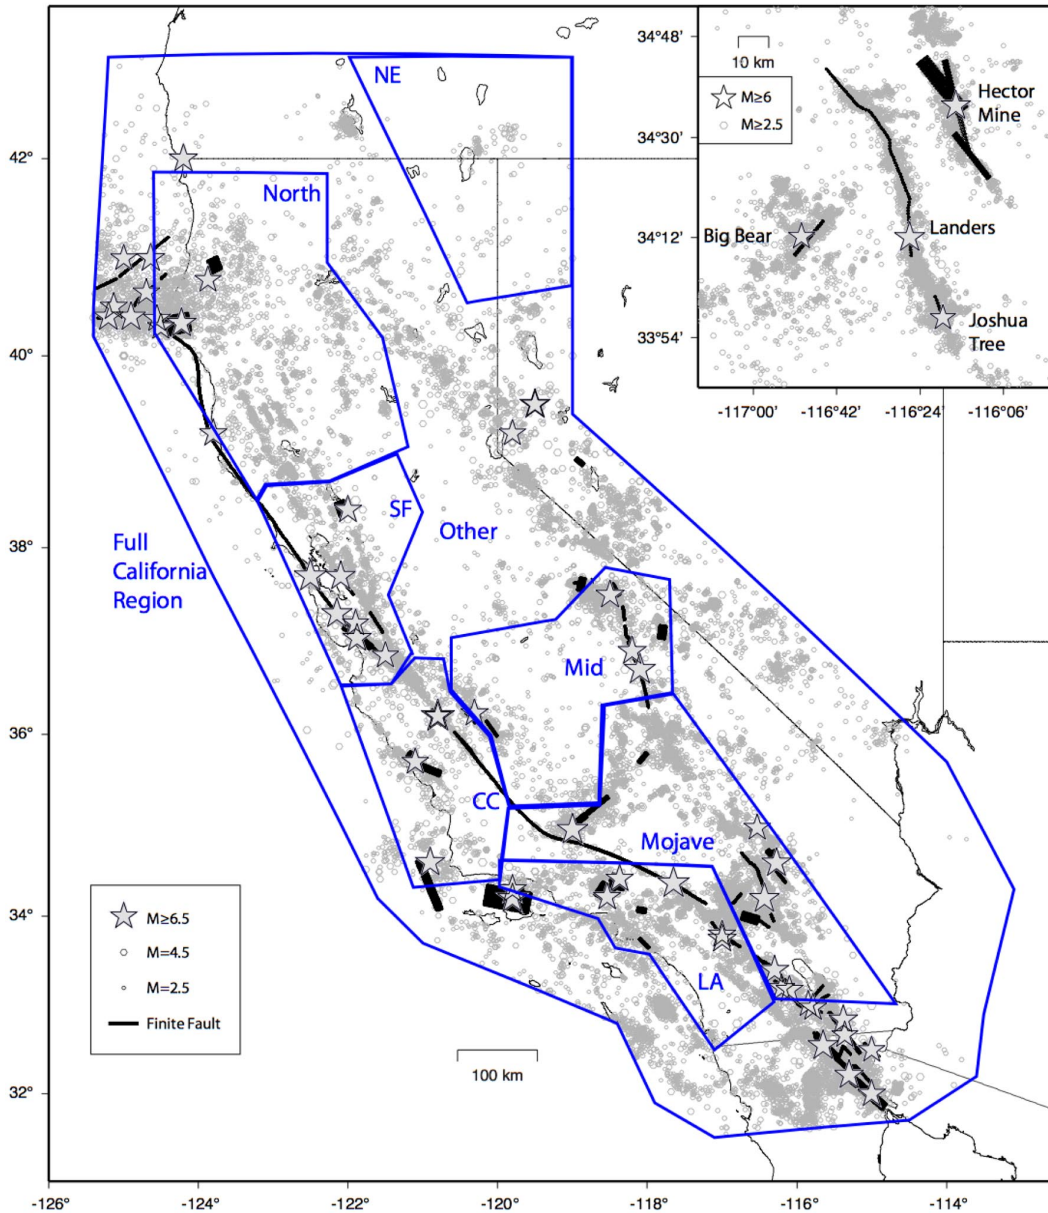 NE
42°
North
40°
SF
38°
Other
Full
California
Region
Mid
36°
CC
Mojave
34°
LA
32°
M≥6.5
M=4.5
M=2.5
Finite Fault
100 km
-126°
-124°
-122°
-120°
-118°
-116°
-114°
34°48'
10 km
M≥6
M≥2.5
Hector
Mine
34°30'
34°12'
Big Bear
Landers
33°54'
Joshua
Tree
-117°00'
-116°42'
-116°24'
-116°06'